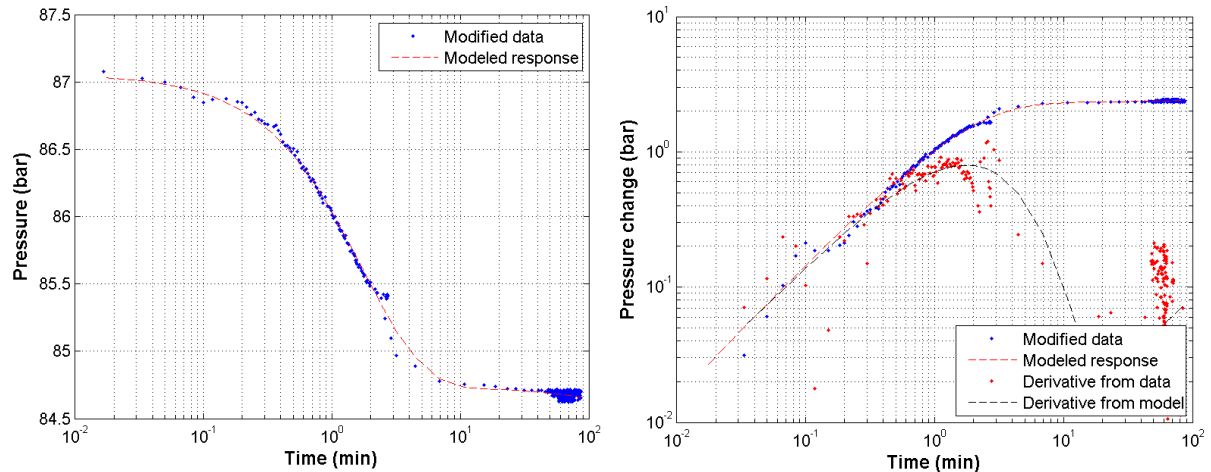 87.5
87
86.5
86
85.5
85
84.5
Pressure (bar)
Modified data
Modeled response
10^-2
10^-1
10^0
10^1
10^2
Time (min)
10^1
10^0
10^-1
10^-2
Pressure change (bar)
Modified data
Modeled response
Derivative from data
Derivative from model
10^-2
10^-1
10^0
10^1
10^2
Time (min)